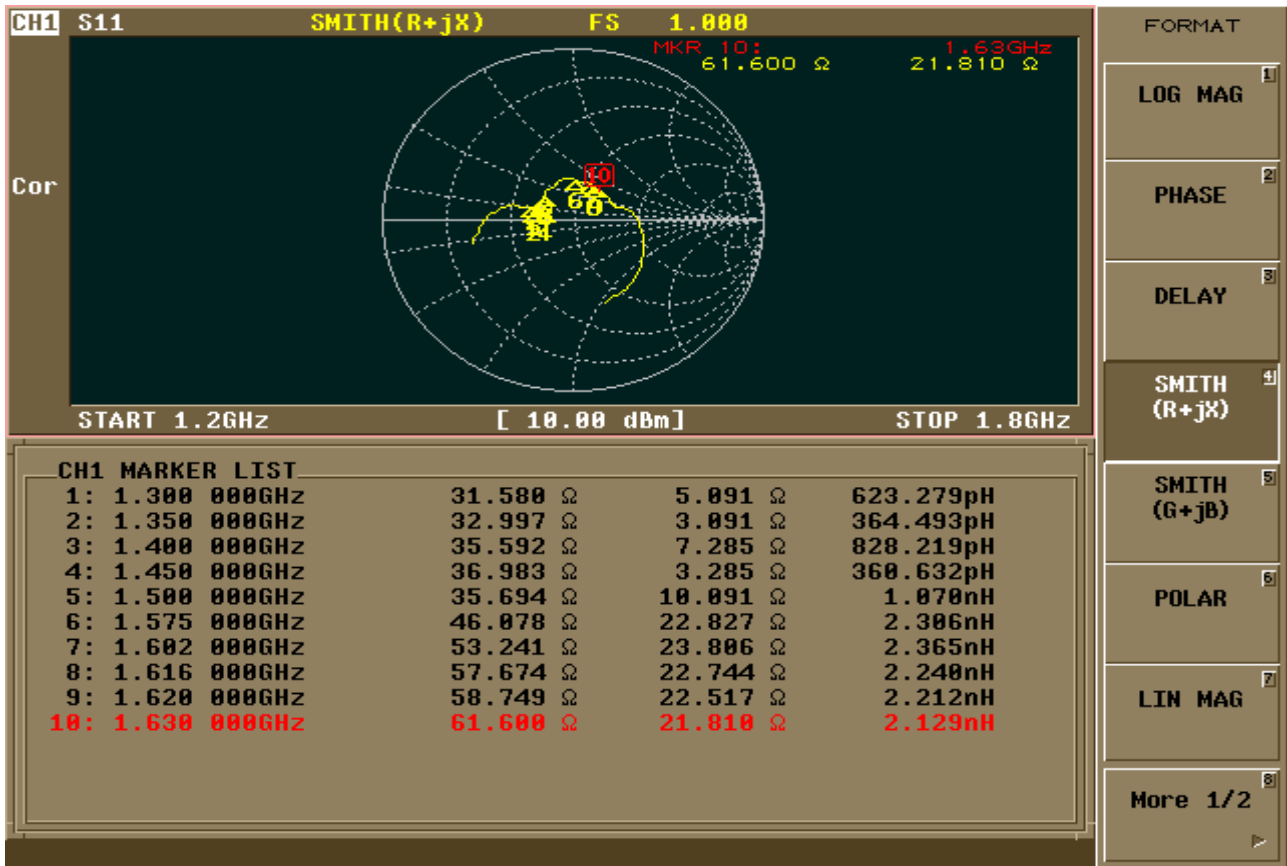 CH1 S11 SMITH(R+jX) FS 1.000
MKR 10: 1.63GHz
61.600 Ω 21.810 Ω
10
Cor
START 1.2GHz [ 10.00 dBm] STOP 1.8GHz
CH1 MARKER LIST
1: 1.300 000GHz 31.580 Ω 5.091 Ω 623.279pH
2: 1.350 000GHz 32.997 Ω 3.091 Ω 364.493pH
3: 1.400 000GHz 35.592 Ω 7.285 Ω 828.219pH
4: 1.450 000GHz 36.983 Ω 3.285 Ω 360.632pH
5: 1.500 000GHz 35.694 Ω 10.091 Ω 1.070nH
6: 1.575 000GHz 46.078 Ω 22.827 Ω 2.306nH
7: 1.602 000GHz 53.241 Ω 23.806 Ω 2.365nH
8: 1.616 000GHz 57.674 Ω 22.744 Ω 2.240nH
9: 1.620 000GHz 58.749 Ω 22.517 Ω 2.212nH
10: 1.630 000GHz 61.600 Ω 21.810 Ω 2.129nH
FORMAT
1
LOG MAG
2
PHASE
3
DELAY
4
SMITH
(R+jX)
5
SMITH
(G+jB)
6
POLAR
7
LIN MAG
8
More 1/2